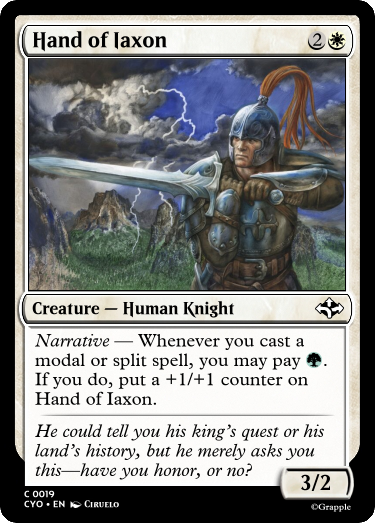 Hand of Iaxon 2
Creature — Human Knight
Narrative — Whenever you cast a
modal or split spell, you may pay .
If you do, put a +1/+1 counter on
Hand of Iaxon.
He could tell you his king's quest or his
land's history, but he merely asks you
this—have you honor, or no?
3/2
C 0019
CYO • EN Ciruelo
©Grapple